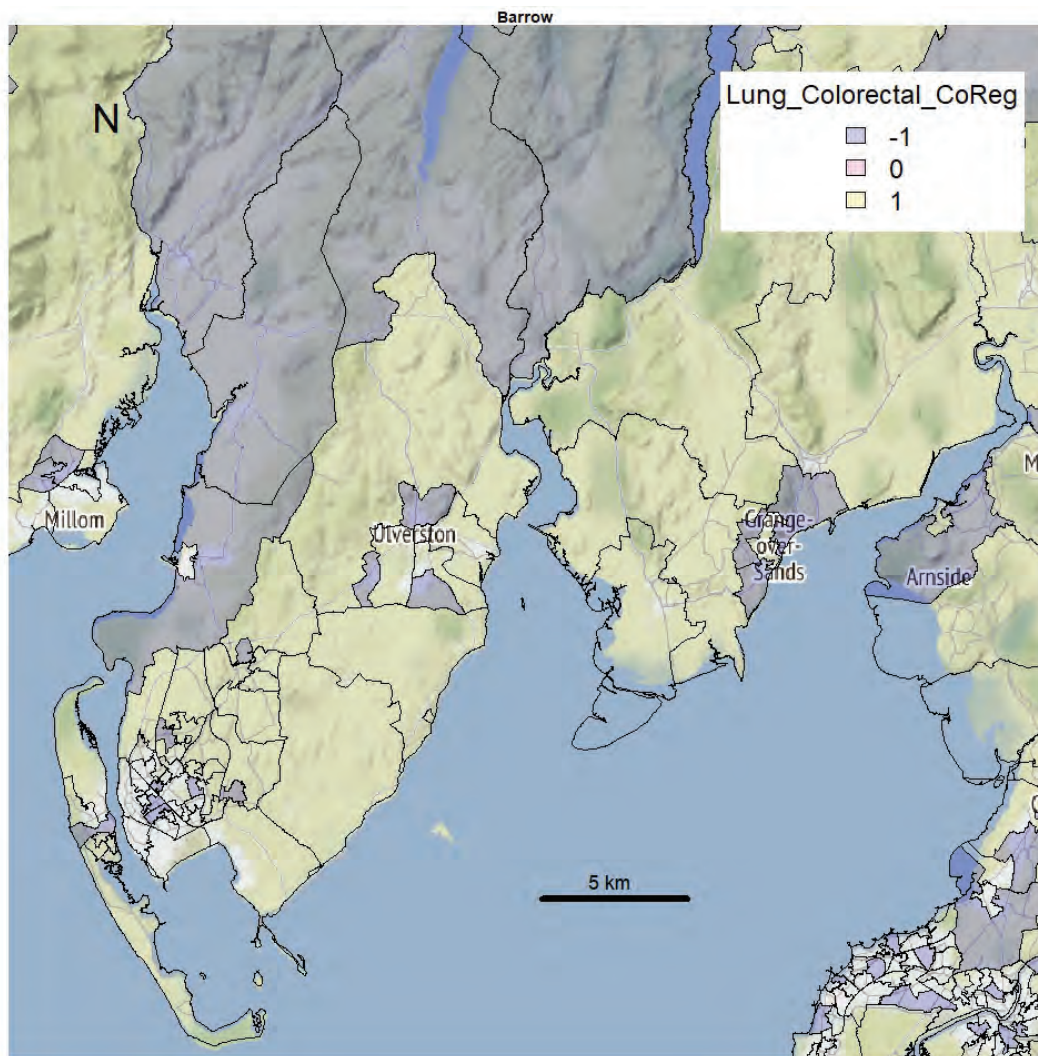 Barrow
N
Lung_Colorectal_CoReg
-1
0
1
Millom
Ulverston
Grange-
over-
Sands
Arnside
M
5 km